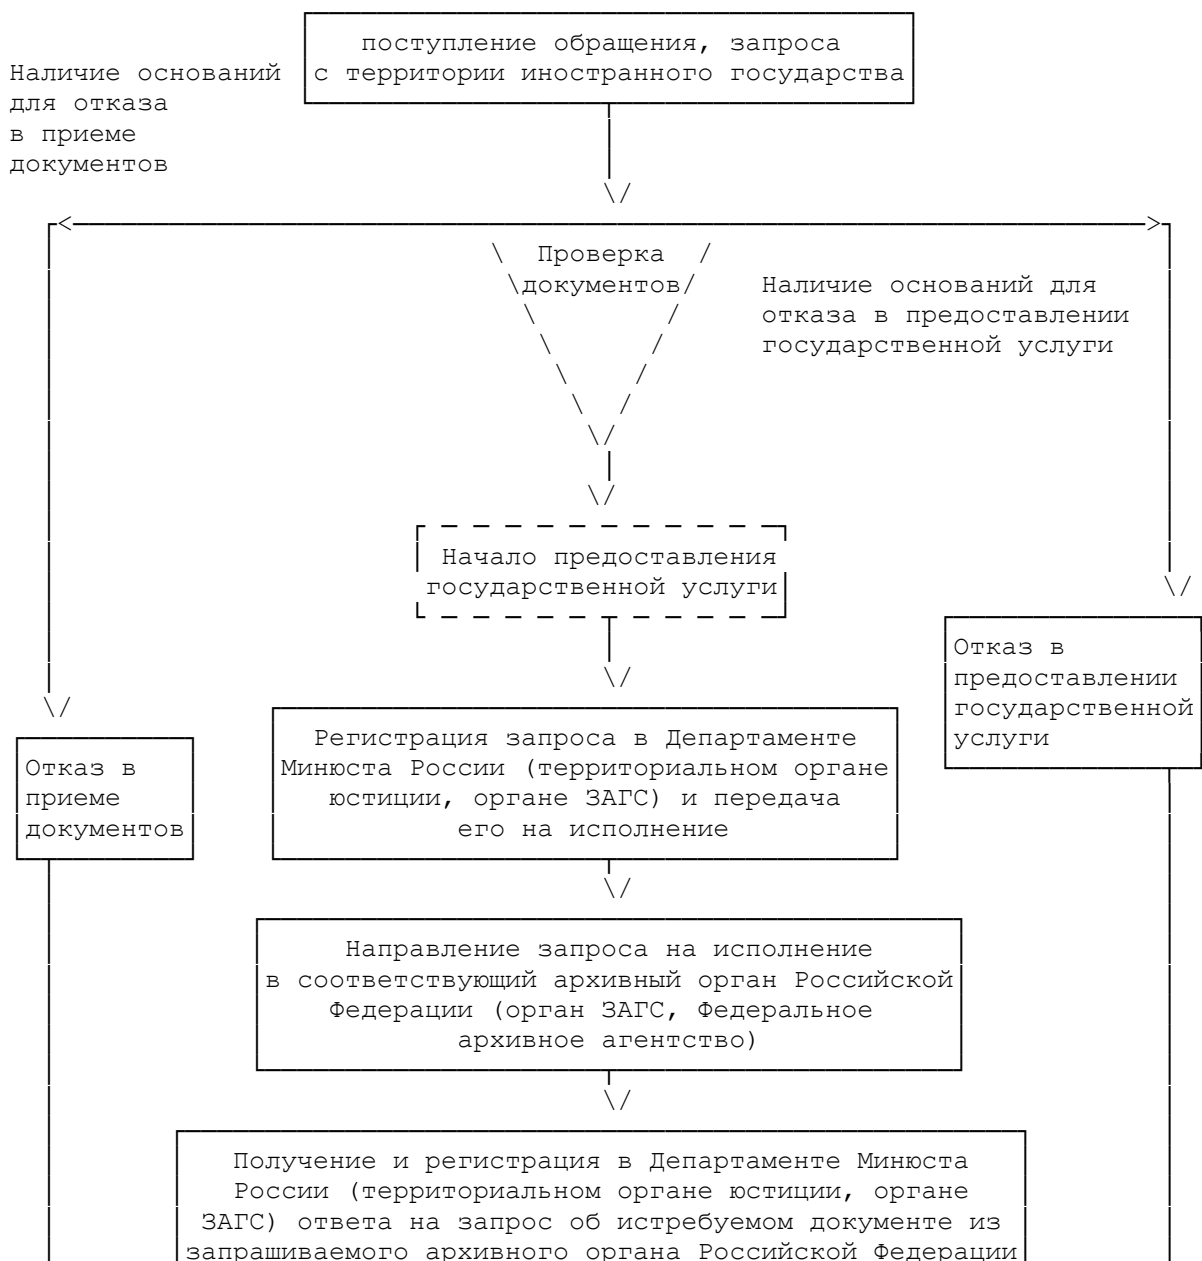 поступление обращения, запроса
с территории иностранного государства
Наличие оснований
для отказа
в приеме
документов
Проверка
документов
Наличие оснований для
отказа в предоставлении
государственной услуги
Начало предоставления
государственной услуги
Отказ в
предоставлении
государственной
услуги
Отказ в
приеме
документов
Регистрация запроса в Департаменте
Минюста России (территориальном органе
юстиции, органе ЗАГС) и передача
его на исполнение
Направление запроса на исполнение
в соответствующий архивный орган Российской
Федерации (орган ЗАГС, Федеральное
архивное агентство)
Получение и регистрация в Департаменте Минюста
России (территориальном органе юстиции, органе
ЗАГС) ответа на запрос об истребуемом документе из
запрашиваемого архивного органа Российской Федерации